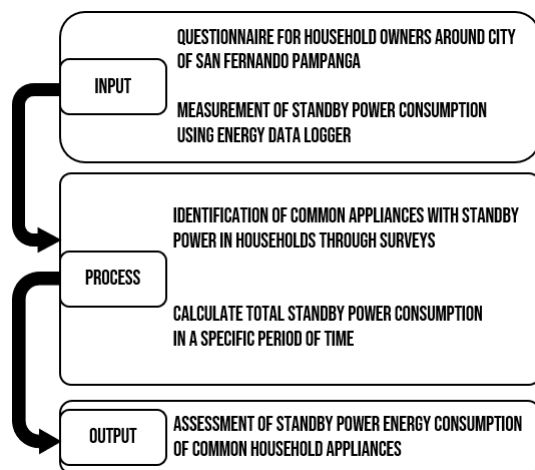 QUESTIONNAIRE FOR HOUSEHOLD OWNERS AROUND CITY
OF SAN FERNANDO PAMPANGA
INPUT
MEASUREMENT OF STANDBY POWER CONSUMPTION
USING ENERGY DATA LOGGER
IDENTIFICATION OF COMMON APPLIANCES WITH STANDBY
POWER IN HOUSEHOLDS THROUGH SURVEYS
PROCESS
CALCULATE TOTAL STANDBY POWER CONSUMPTION
IN A SPECIFIC PERIOD OF TIME
OUTPUT
ASSESSMENT OF STANDBY POWER ENERGY CONSUMPTION
OF COMMON HOUSEHOLD APPLIANCES